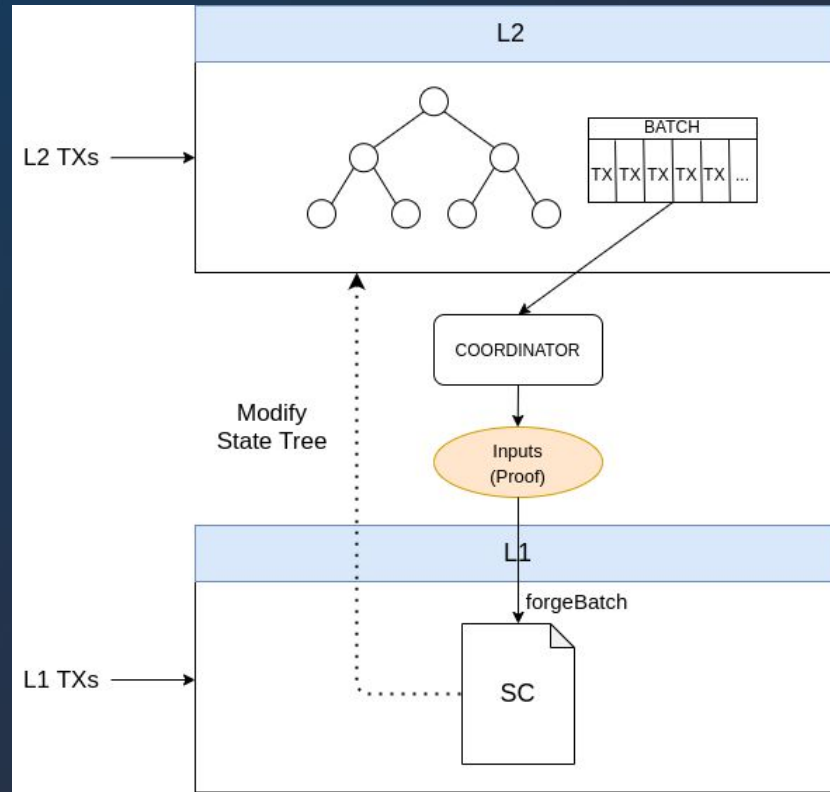 L2
L2 TXs
BATCH
TX TX TX TX TX ...
COORDINATOR
Modify
State Tree
Inputs
(Proof)
L1
forgeBatch
L1 TXs
SC